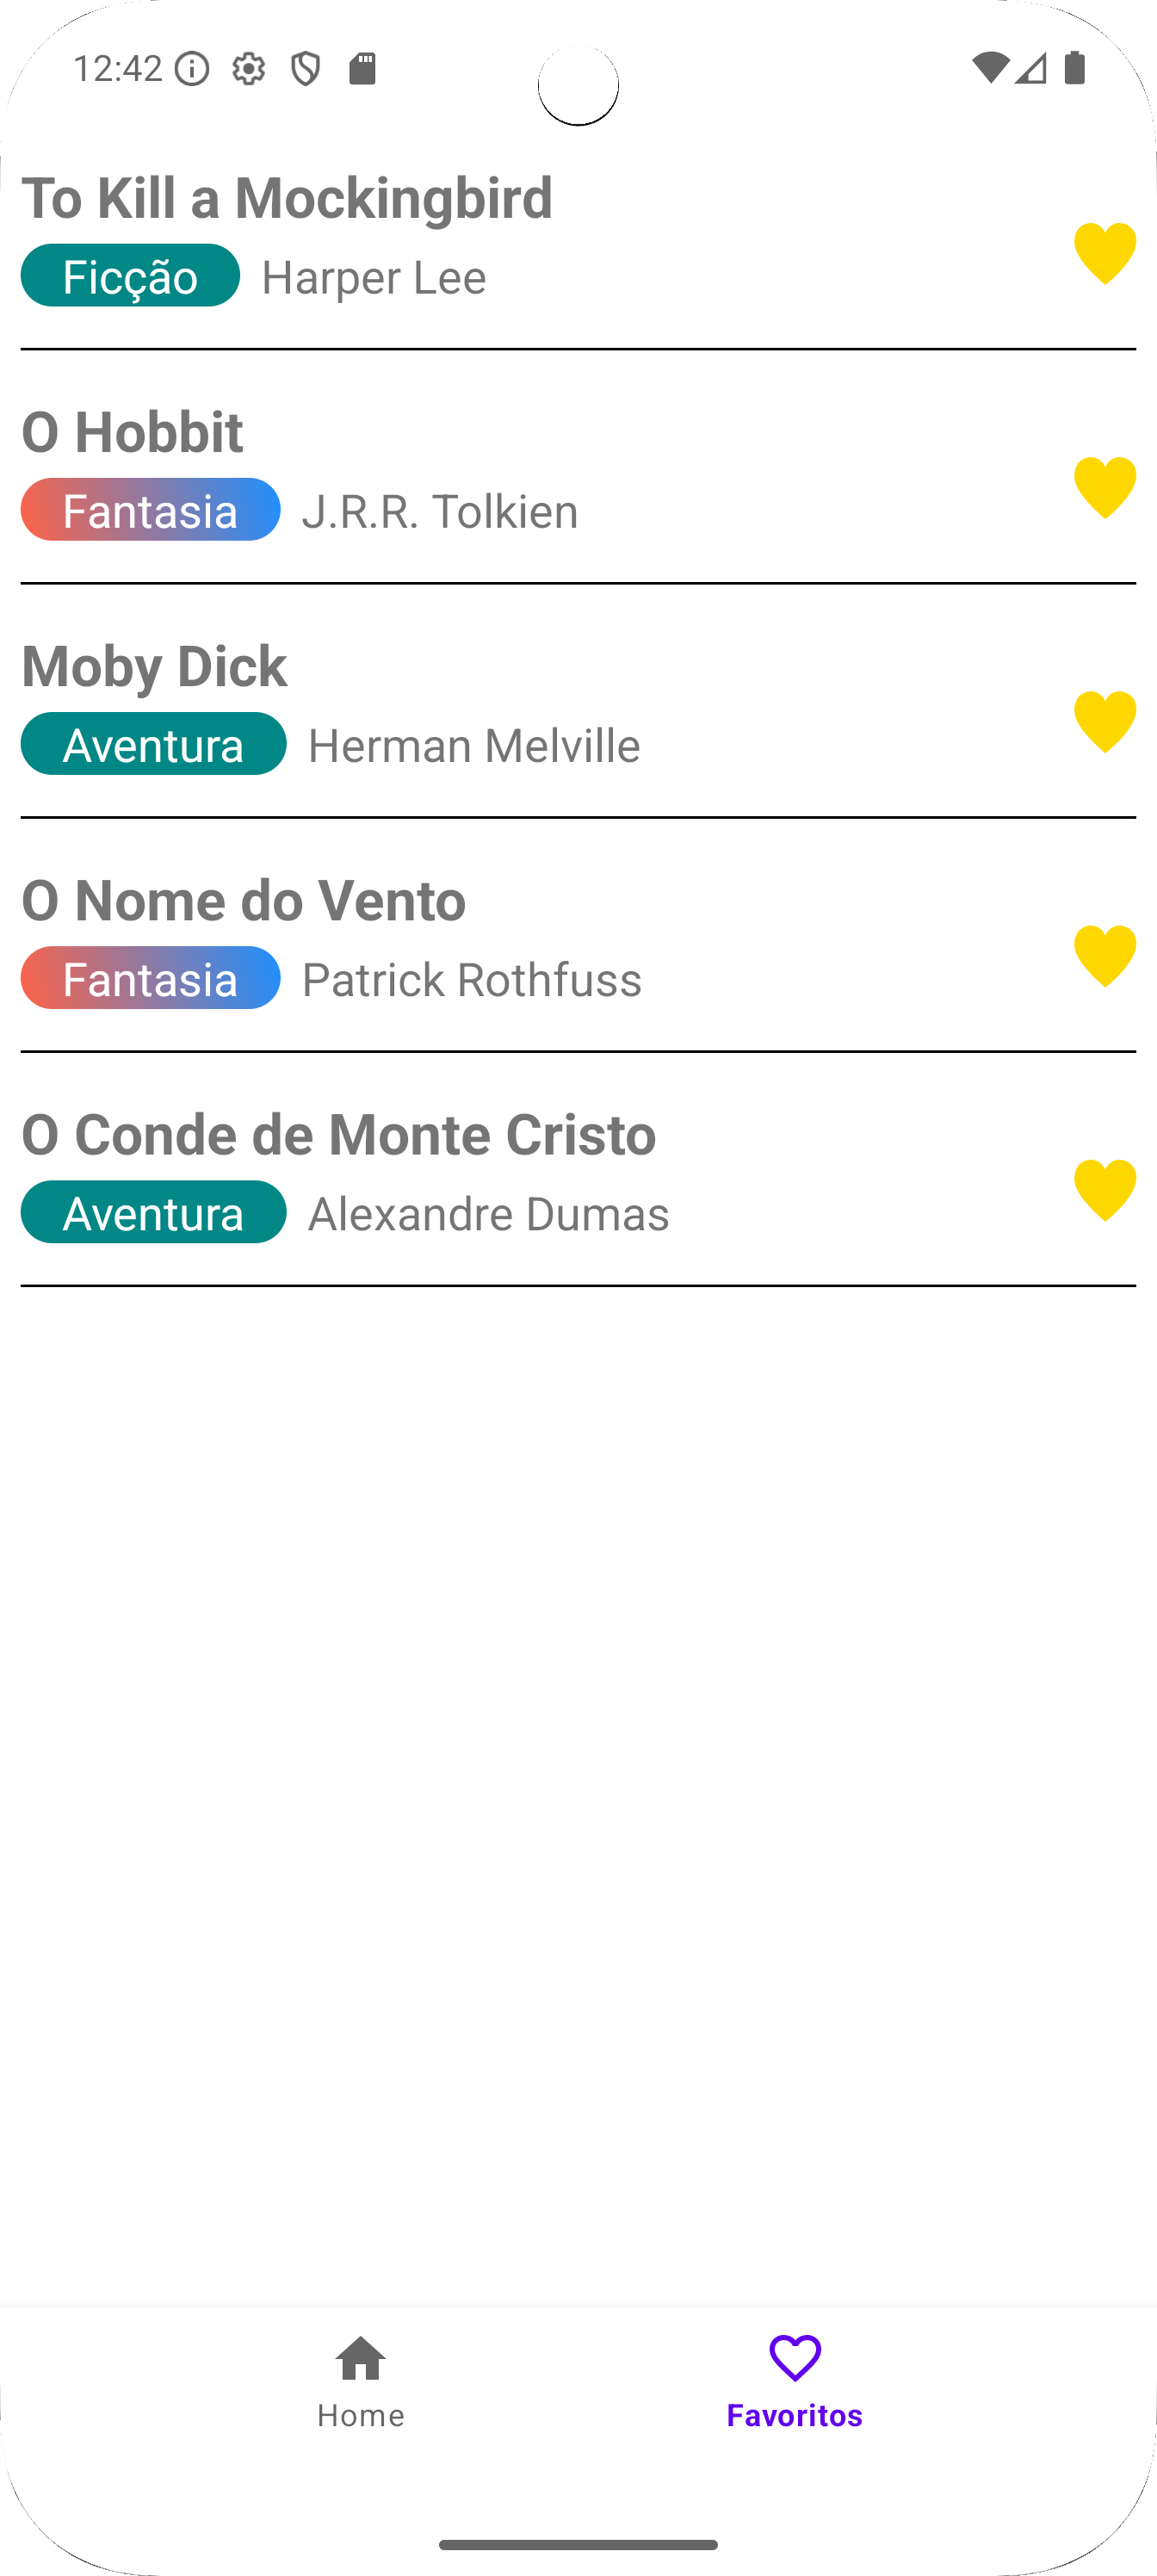 12:42
To Kill a Mockingbird
Ficção Harper Lee
O Hobbit
Fantasia J.R.R. Tolkien
Moby Dick
Aventura Herman Melville
O Nome do Vento
Fantasia Patrick Rothfuss
O Conde de Monte Cristo
Aventura Alexandre Dumas
Home Favoritos